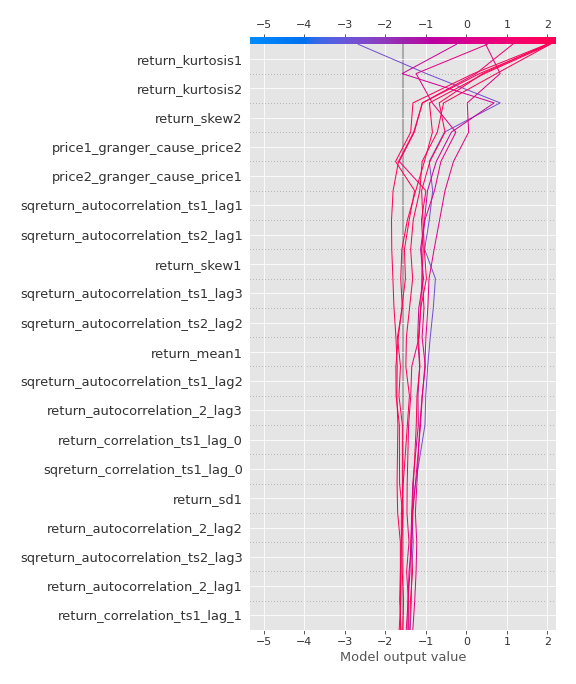 −5 −4 −3 −2 −1 0 1 2
return_kurtosis1
return_kurtosis2
return_skew2
price1_granger_cause_price2
price2_granger_cause_price1
sqreturn_autocorrelation_ts1_lag1
sqreturn_autocorrelation_ts2_lag1
return_skew1
sqreturn_autocorrelation_ts1_lag3
sqreturn_autocorrelation_ts2_lag2
return_mean1
sqreturn_autocorrelation_ts1_lag2
return_autocorrelation_2_lag3
return_correlation_ts1_lag_0
sqreturn_correlation_ts1_lag_0
return_sd1
return_autocorrelation_2_lag2
sqreturn_autocorrelation_ts2_lag3
return_autocorrelation_2_lag1
return_correlation_ts1_lag_1
−5 −4 −3 −2 −1 0 1 2
Model output value